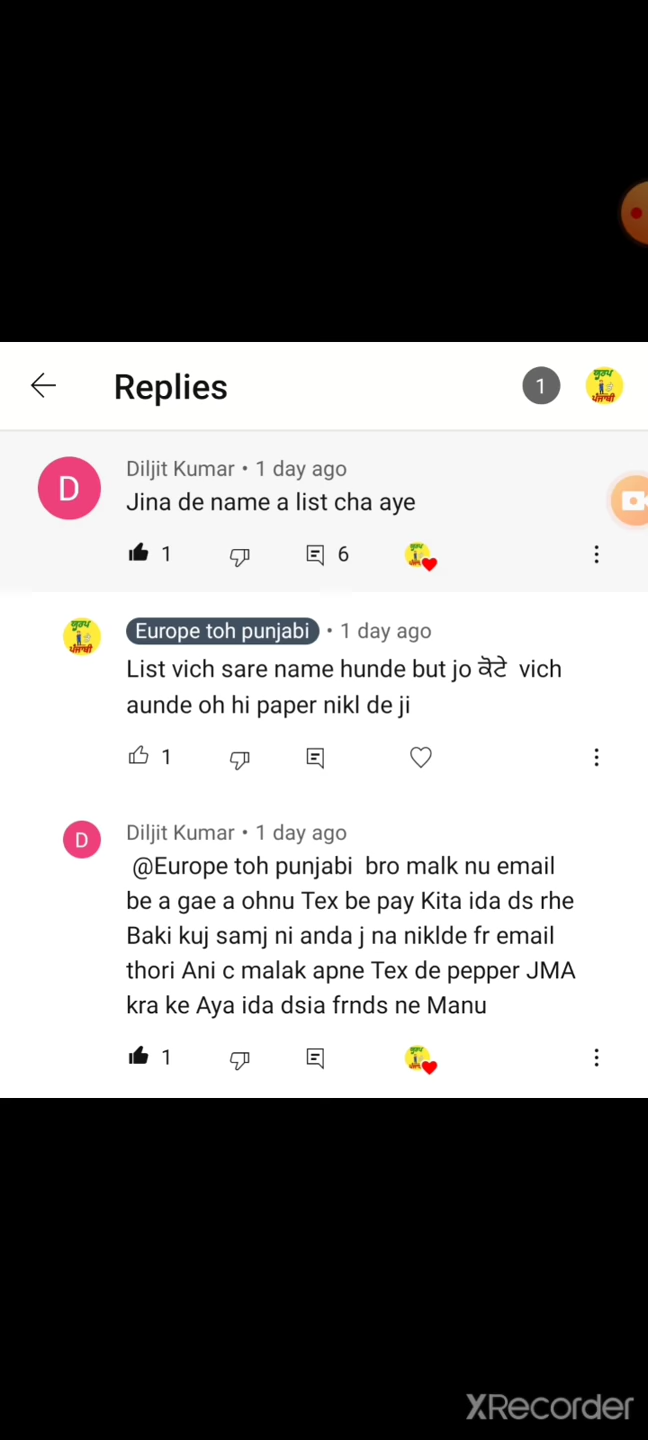 Replies
1
ਯੂਰਪ
ਪੰਜਾਬੀ
D
Diljit Kumar • 1 day ago
Jina de name a list cha aye
1
6
ਯੂਰਪ
ਪੰਜਾਬੀ
Europe toh punjabi • 1 day ago
List vich sare name hunde but jo ਕੋਟੇ vich
aunde oh hi paper nikl de ji
1
D
Diljit Kumar • 1 day ago
@Europe toh punjabi bro malk nu email
be a gae a ohnu Tex be pay Kita ida ds rhe
Baki kuj samj ni anda j na niklde fr email
thori Ani c malak apne Tex de pepper JMA
kra ke Aya ida dsia frnds ne Manu
1
XRecorder